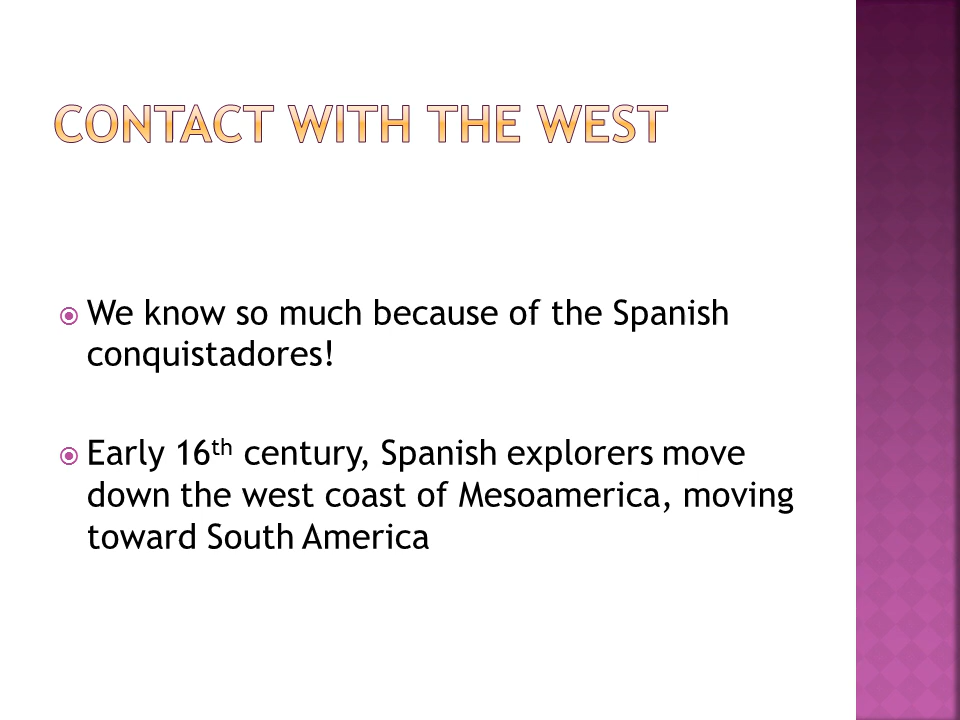 CONTACT WITH THE WEST
We know so much because of the Spanish
conquistadores!
Early 16th century, Spanish explorers move
down the west coast of Mesoamerica, moving
toward South America